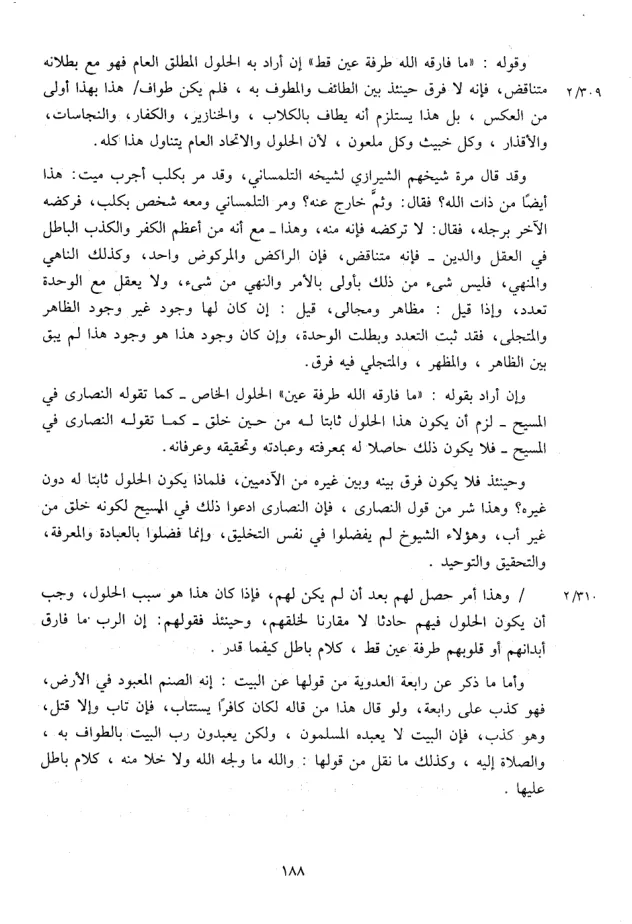 وقوله : «ما فارقه الله طرفة عين قط» إن أراد به الحلول المطلق العام فهو مع بطلانه
٢/٣٠٩ متناقض، فإنه لا فرق حينئذ بين الطائف والمطوف به ، فلم يكن طواف/ هذا بهذا أولى
من العكس ، بل هذا يستلزم أنه يطاف بالكلاب ، والخنازير، والكفار، والنجاسات،
والأقذار ، وكل خبيث وكل ملعون ، لأن الحلول والاتحاد العام يتناول هذا كله.
وقد قال مرة شيخهم الشيرازي لشيخه التلمساني، وقد مر بكلب أجرب ميت: هذا
أيضًا من ذات الله؟ فقال: وثمَّ خارج عنه؟ ومر التلمساني ومعه شخص بكلب، فركضه
الآخر برجله، فقال: لا تركضه فإنه منه، وهذا ـ مع أنه من أعظم الكفر والكذب الباطل
في العقل والدين ـ فإنه متناقض، فإن الراكض والمركوض واحد، وكذلك الناهي
والمنهي، فليس شىء من ذلك بأولى بالأمر والنهي من شىء، ولا يعقل مع الوحدة
تعدد، وإذا قيل : مظاهر ومجالى، قيل : إن كان لها وجود غير وجود الظاهر
والمتجلى، فقد ثبت التعدد وبطلت الوحدة، وإن كان وجود هذا هو وجود هذا لم يبق
بين الظاهر ، والمظهر ، والمتجلي فيه فرق.
وإن أراد بقوله : «ما فارقه الله طرفة عين» الحلول الخاص ـ كما تقوله النصارى في
المسيح ـ لزم أن يكون هذا الحلول ثابتا له من حين خلق ـ كما تقوله النصارى في
المسيح ـ فلا يكون ذلك حاصلا له بمعرفته وعبادته وتحقيقه وعرفانه.
وحينئذ فلا يكون فرق بينه وبين غيره من الآدميين، فلماذا يكون الحلول ثابتا له دون
غيره؟ وهذا شر من قول النصارى ، فإن النصارى ادعوا ذلك في المسيح لكونه خلق من
غير أب، وهؤلاء الشيوخ لم يفضلوا في نفس التخليق، وإنما فضلوا بالعبادة والمعرفة،
والتحقيق والتوحيد .
٢/٣١٠ / وهذا أمر حصل لهم بعد أن لم يكن لهم، فإذا كان هذا هو سبب الحلول، وجب
أن يكون الحلول فيهم حادثا لا مقارنا لخلقهم، وحينئذ فقولهم: إن الرب ما فارق
أبدانهم أو قلوبهم طرفة عين قط ، كلام باطل كيفما قدر .
وأما ما ذكر عن رابعة العدوية من قولها عن البيت : إنه الصنم المعبود في الأرض،
فهو كذب على رابعة، ولو قال هذا من قاله لكان كافرًا يستتاب، فإن تاب وإلا قتل،
وهو كذب، فإن البيت لا يعبده المسلمون ، ولكن يعبدون رب البيت بالطواف به ،
والصلاة إليه ، وكذلك ما نقل من قولها : والله ما ولجه الله ولا خلا منه ، كلام باطل
عليها .
١٨٨